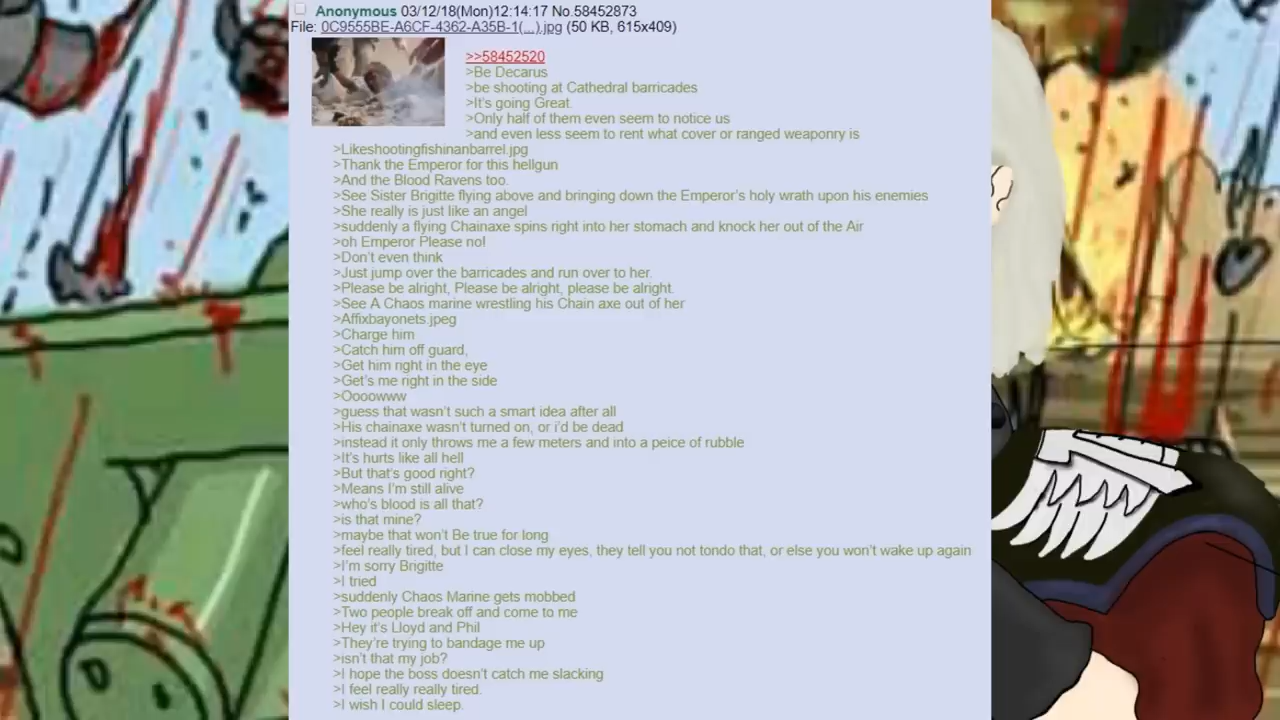 Anonymous 03/12/18(Mon)12:14:17 No.58452873
File: 0C9555BE-A6CF-4362-A35B-1(...).jpg (50 KB, 615x409)
>>58452520
>Be Decarus
>be shooting at Cathedral barricades
>It's going Great.
>Only half of them even seem to notice us
>and even less seem to rent what cover or ranged weaponry is
>Likeshootingfishinanbarrel.jpg
>Thank the Emperor for this hellgun
>And the Blood Ravens too.
>See Sister Brigitte flying above and bringing down the Emperor's holy wrath upon his enemies
>She really is just like an angel
>suddenly a flying Chainaxe spins right into her stomach and knock her out of the Air
>oh Emperor Please no!
>Don't even think
>Just jump over the barricades and run over to her.
>Please be alright, Please be alright, please be alright.
>See A Chaos marine wrestling his Chain axe out of her
>Affixbayonets.jpeg
>Charge him
>Catch him off guard,
>Get him right in the eye
>Get's me right in the side
>Ooooww
>guess that wasn't such a smart idea after all
>His chainaxe wasn't turned on, or i'd be dead
>instead it only throws me a few meters and into a peice of rubble
>It's hurts like all hell
>But that's good right?
>Means I'm still alive
>who's blood is all that?
>is that mine?
>maybe that won't Be true for long
>feel really tired, but I can close my eyes, they tell you not tondo that, or else you won't wake up again
>I'm sorry Brigitte
>I tried
>suddenly Chaos Marine gets mobbed
>Two people break off and come to me
>Hey it's Lloyd and Phil
>They're trying to bandage me up
>isn't that my job?
>I hope the boss doesn't catch me slacking
>I feel really really tired.
>I wish I could sleep.